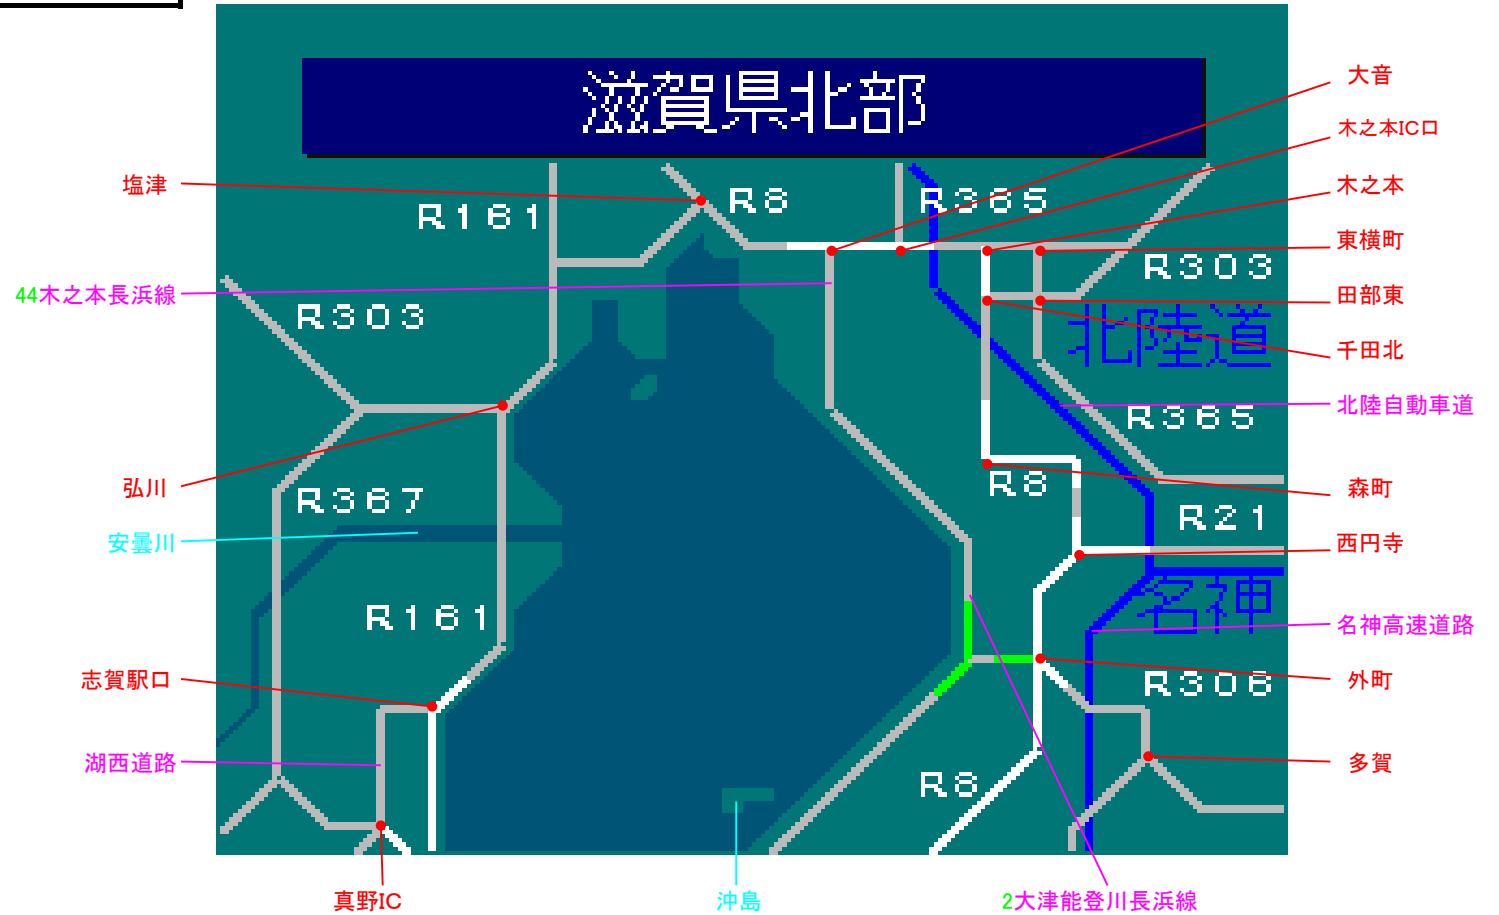 滋賀県北部
大音
木之本IC口
塩津
R8
R365
木之本
R161
東横町
R303
44木之本長浜線
田部東
R303
北陸道
千田北
北陸自動車道
R365
弘川
R367
R8
森町
R21
安曇川
西円寺
名神
R161
名神高速道路
志賀駅口
R306
外町
湖西道路
R8
多賀
真野IC
沖島
2大津能登川長浜線